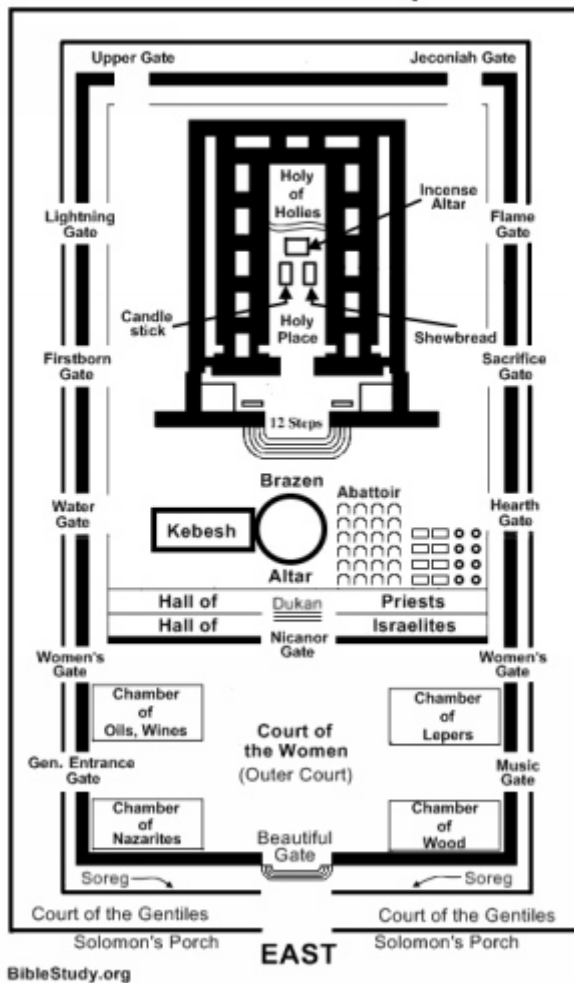 Upper Gate
Jeconiah Gate
Holy
of
Holies
Incense
Altar
Lightning
Gate
Flame
Gate
Candle
stick
Holy
Place
Shewbread
Firstborn
Gate
Sacrifice
Gate
12 Steps
Brazen
Altar
Abattoir
Water
Gate
Kebesh
Hearth
Gate
Hall of Dukan Priests
Hall of Israelites
Nicanor
Gate
Women's
Gate
Women's
Gate
Chamber
of
Oils, Wines
Chamber
of
Lepers
Court of
the Women
(Outer Court)
Gen. Entrance
Gate
Music
Gate
Chamber
of
Nazarites
Beautiful
Gate
Chamber
of
Wood
Soreg
Soreg
Court of the Gentiles
Court of the Gentiles
Solomon's Porch
EAST
Solomon's Porch
BibleStudy.org